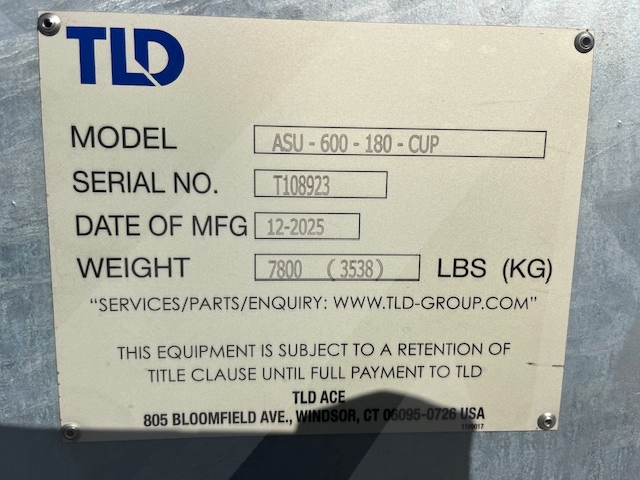 TLD
MODEL ASU - 600 - 180 - CUP
SERIAL NO. T108923
DATE OF MFG 12-2025
WEIGHT 7800 (3538) LBS (KG)
“SERVICES/PARTS/ENQUIRY: WWW.TLD-GROUP.COM”
THIS EQUIPMENT IS SUBJECT TO A RETENTION OF
TITLE CLAUSE UNTIL FULL PAYMENT TO TLD
TLD ACE
805 BLOOMFIELD AVE., WINDSOR, CT 06095-0726 USA